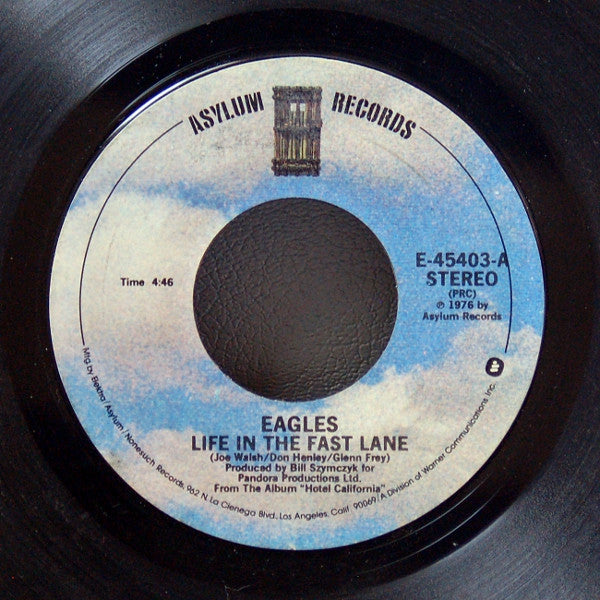 ASYLUM RECORDS
E-45403-A
STEREO
(PRC)
℗ 1976 by
Asylum Records
Time 4:46
EAGLES
LIFE IN THE FAST LANE
(Joe Walsh/Don Henley/Glenn Frey)
Produced by Bill Szymczyk for
Pandora Productions Ltd.
From The Album "Hotel California"
Mfg by Elektra/Asylum/Nonesuch Records, 962 N. La Cienega Blvd., Los Angeles, Calif. 90069/A Division of Warner Communications Inc.